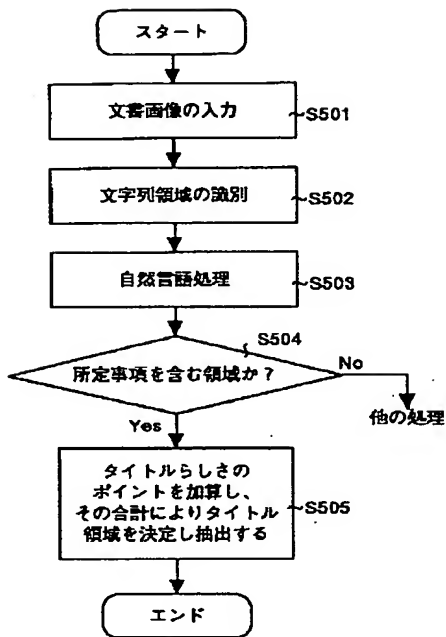 スタート
文書画像の入力
S501
文字列領域の識別
S502
自然言語処理
S503
S504
所定事項を含む領域か?
No
Yes
他の処理
タイトルらしさの
ポイントを加算し、
その合計によりタイトル
領域を決定し抽出する
S505
エンド